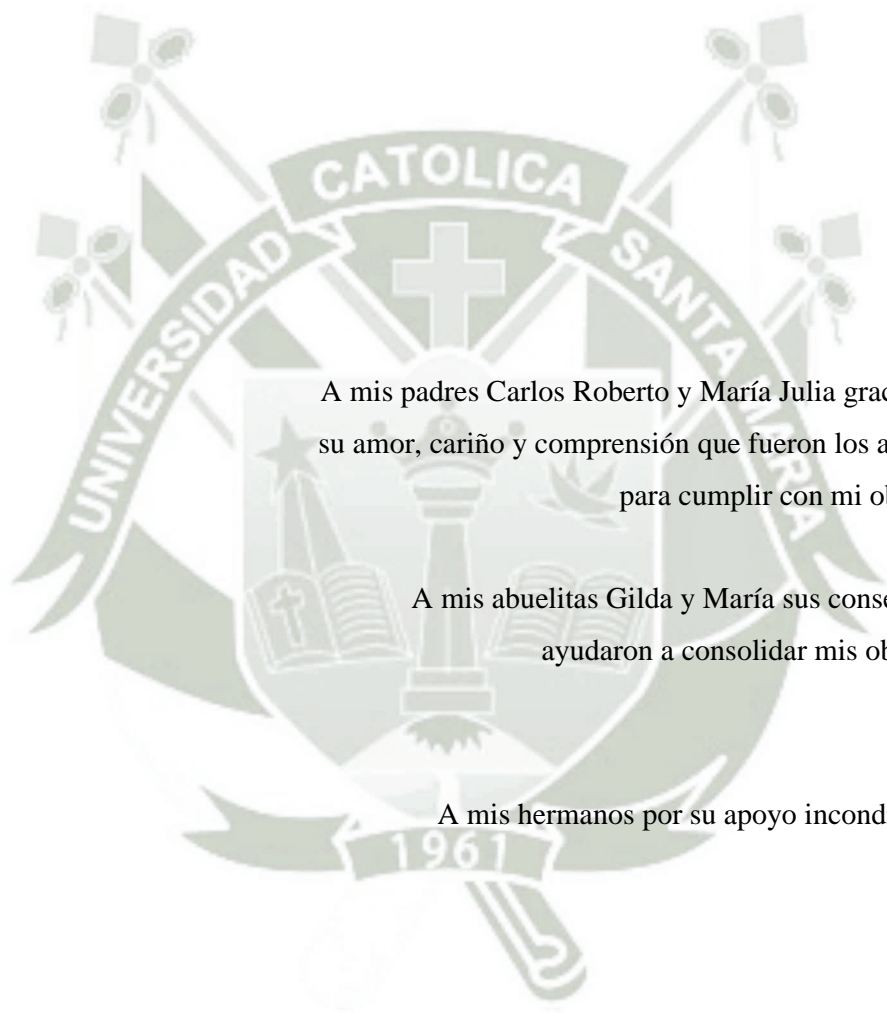 UNIVERSIDAD
CATOLICA
SANTA MARIA
A mis padres Carlos Roberto y María Julia grac
su amor, cariño y comprensión que fueron los a
para cumplir con mi ob
A mis abuelitas Gilda y María sus conse
ayudaron a consolidar mis ob
A mis hermanos por su apoyo incond
1961